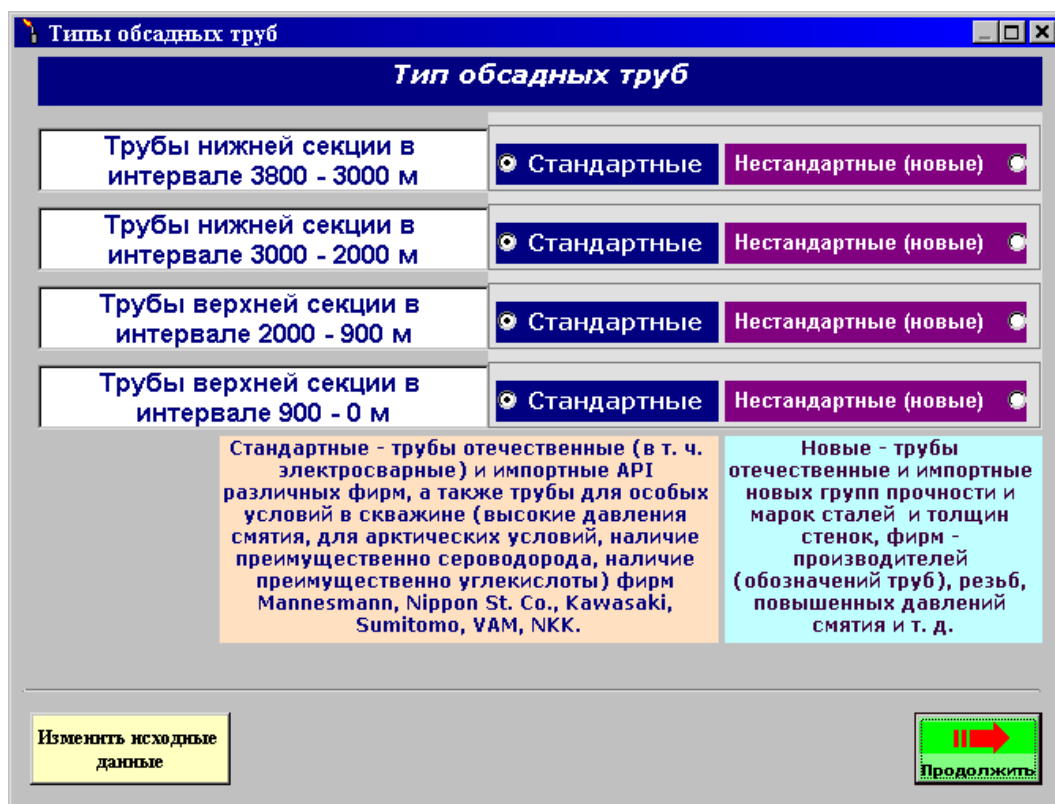 Типы обсадных труб
Тип обсадных труб
Трубы нижней секции в
интервале 3800 - 3000 м
Стандартные
Нестандартные (новые)
Трубы нижней секции в
интервале 3000 - 2000 м
Стандартные
Нестандартные (новые)
Трубы верхней секции в
интервале 2000 - 900 м
Стандартные
Нестандартные (новые)
Трубы верхней секции в
интервале 900 - 0 м
Стандартные
Нестандартные (новые)
Стандартные - трубы отечественные (в т. ч.
электросварные) и импортные API
различных фирм, а также трубы для особых
условий в скважине (высокие давления
смятия, для арктических условий, наличие
преимущественно сероводорода, наличие
преимущественно углекислоты) фирм
Mannesmann, Nippon St. Co., Kawasaki,
Sumitomo, VAM, NKK.
Новые - трубы
отечественные и импортные
новых групп прочности и
марок сталей и толщин
стенок, фирм -
производителей
(обозначений труб), резьб,
повышенных давлений
смятия и т. д.
Изменить исходные
данные
Продолжить